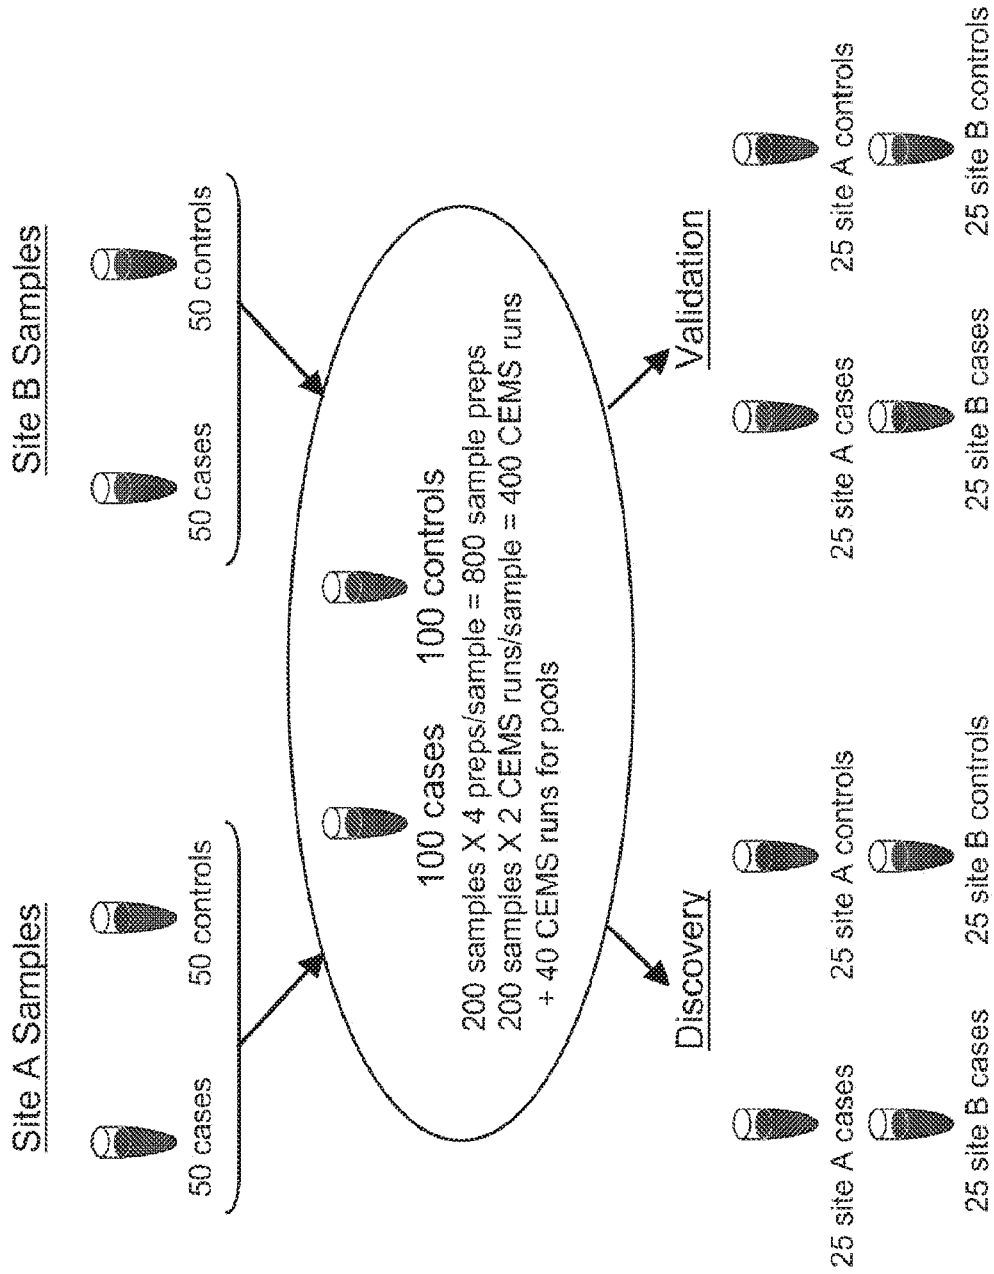 Site A Samples
Site B Samples
50 cases
50 controls
50 cases
50 controls
100 cases
100 controls
200 samples X 4 preps/sample = 800 sample preps
200 samples X 2 CEMS runs/sample = 400 CEMS runs
+ 40 CEMS runs for pools
Discovery
Validation
25 site A cases
25 site A controls
25 site A cases
25 site A controls
25 site B cases
25 site B controls
25 site B cases
25 site B controls